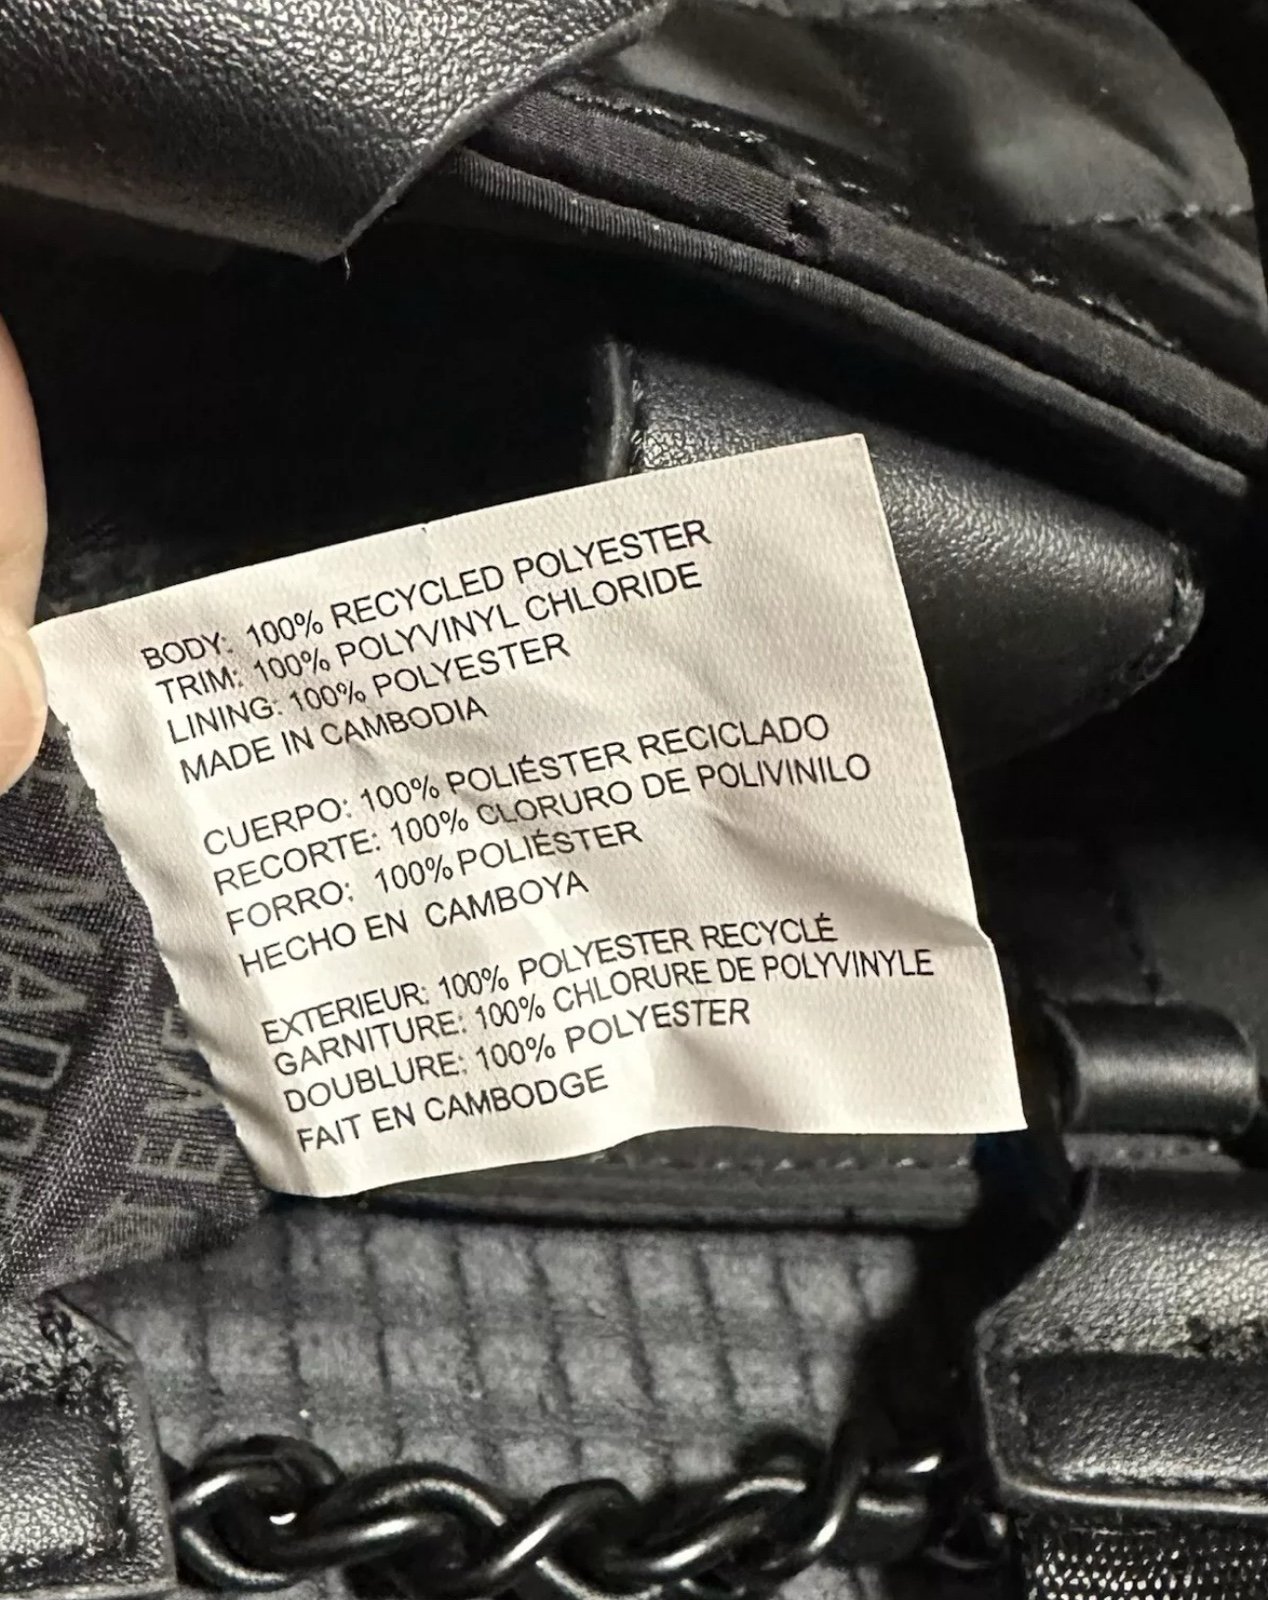 BODY: 100% RECYCLED POLYESTER
TRIM: 100% POLYVINYL CHLORIDE
LINING: 100% POLYESTER
MADE IN CAMBODIA
CUERPO: 100% POLIÉSTER RECICLADO
RECORTE: 100% CLORURO DE POLIVINILO
FORRO: 100% POLIÉSTER
HECHO EN CAMBOYA
EXTERIEUR: 100% POLYESTER RECYCLÉ
GARNITURE: 100% CHLORURE DE POLYVINYLE
DOUBLURE: 100% POLYESTER
FAIT EN CAMBODGE